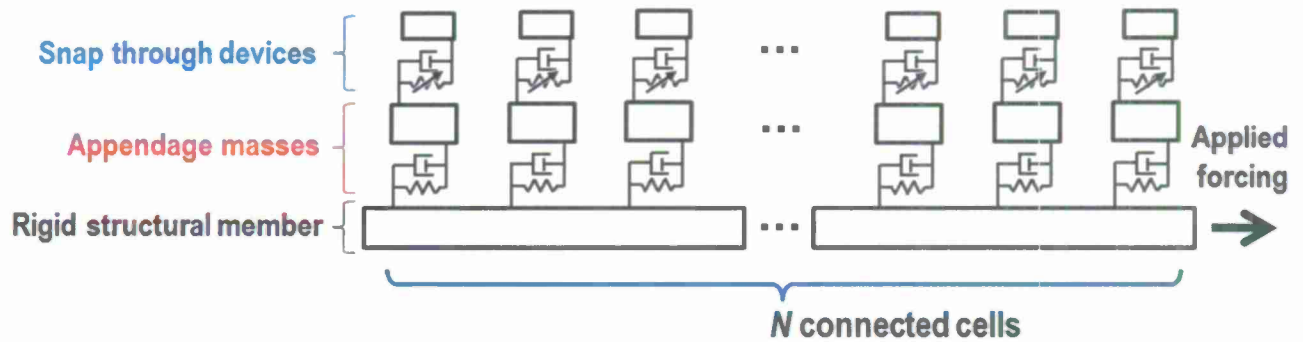 Snap through devices
...
Appendage masses
...
Applied
forcing
Rigid structural member
...
N connected cells